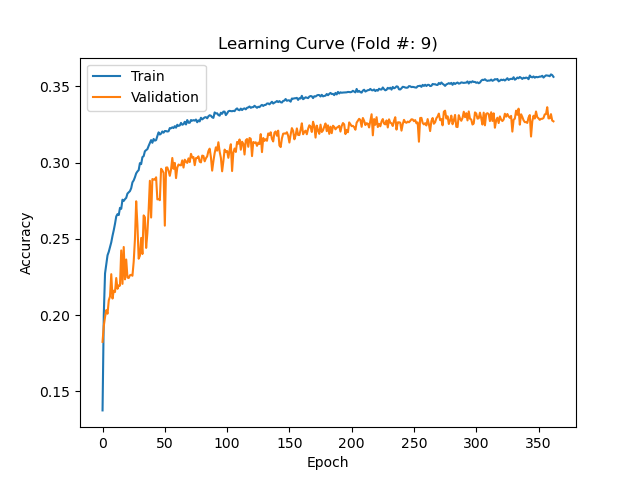 Learning Curve (Fold #: 9)
Train
Validation
Accuracy
0.35
0.30
0.25
0.20
0.15
0 50 100 150 200 250 300 350
Epoch